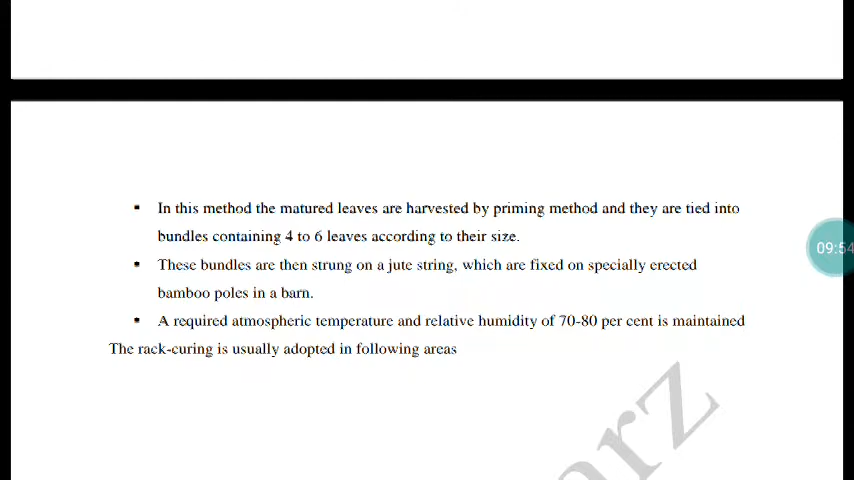 In this method the matured leaves are harvested by priming method and they are tied into
bundles containing 4 to 6 leaves according to their size.
These bundles are then strung on a jute string, which are fixed on specially erected
bamboo poles in a barn.
A required atmospheric temperature and relative humidity of 70-80 per cent is maintained
The rack-curing is usually adopted in following areas
09:54
arz